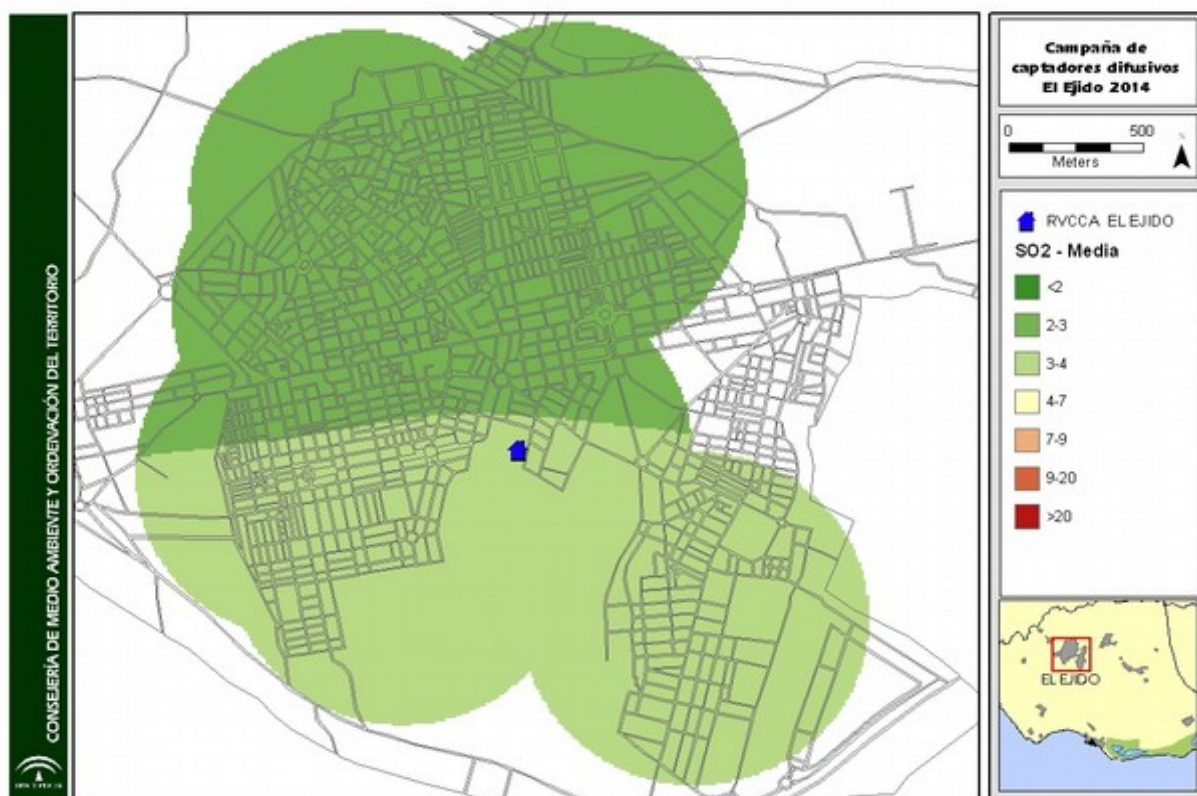 CONSEJERÍA DE MEDIO AMBIENTE Y ORDENACIÓN DEL TERRITORIO
Campaña de
captadores difusivos
El Ejido 2014
0 500
Meters
RVCCA EL EJIDO
SO2 - Media
<2
2-3
3-4
4-7
7-9
9-20
>20
EL EJIDO